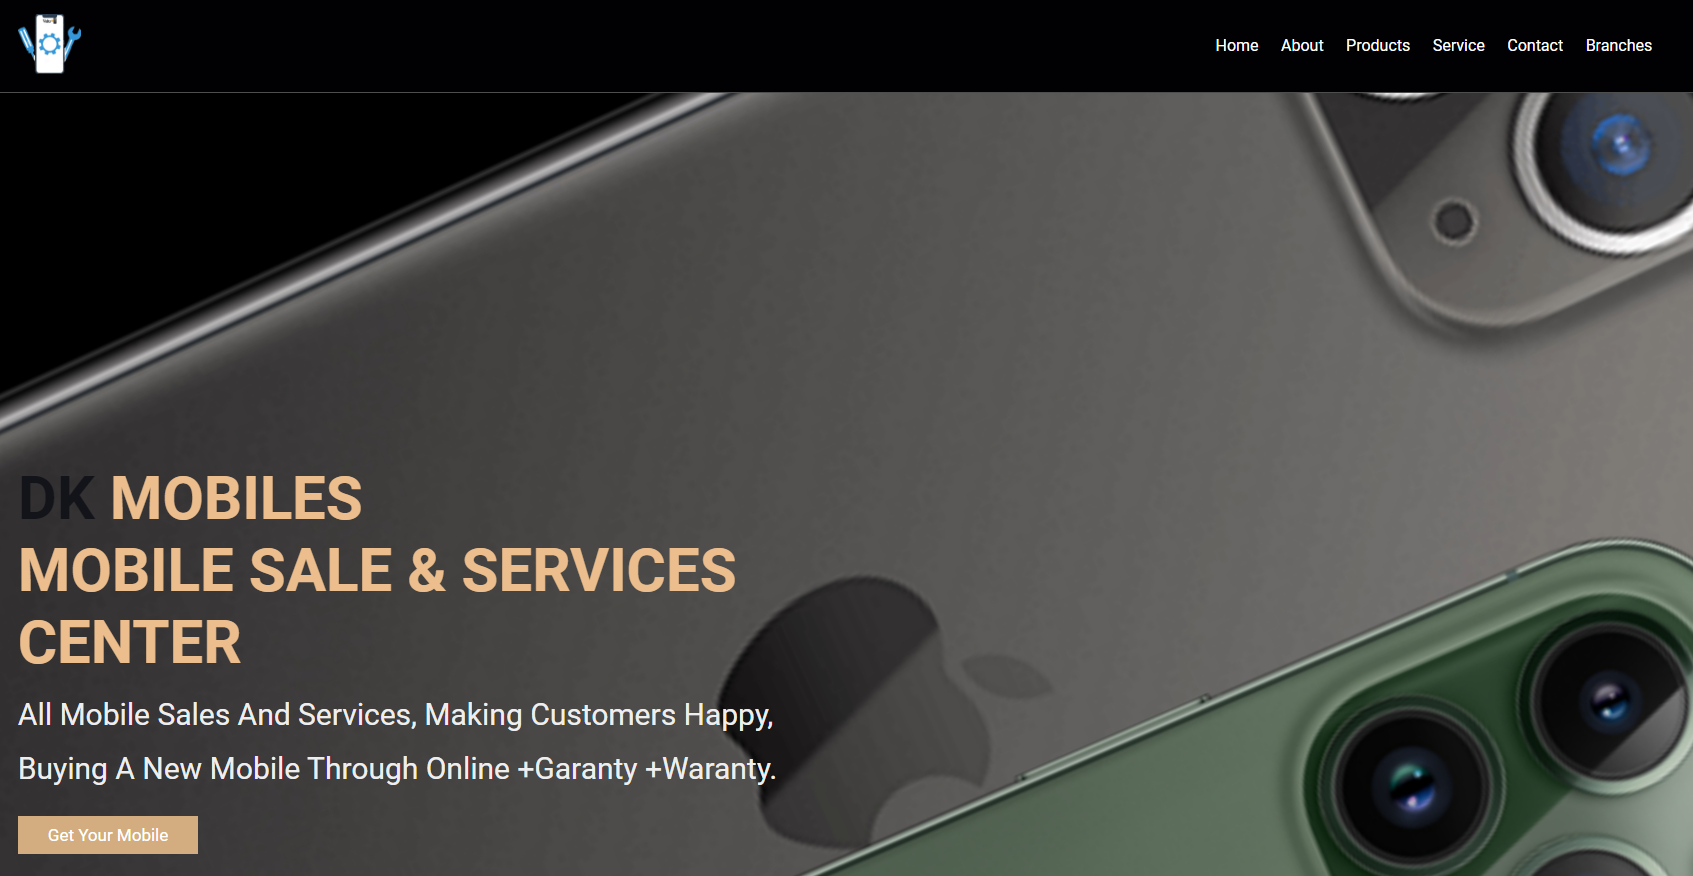 Home About Products Service Contact Branches
DK MOBILES
MOBILE SALE & SERVICES
CENTER
All Mobile Sales And Services, Making Customers Happy,
Buying A New Mobile Through Online +Garanty +Waranty.
Get Your Mobile